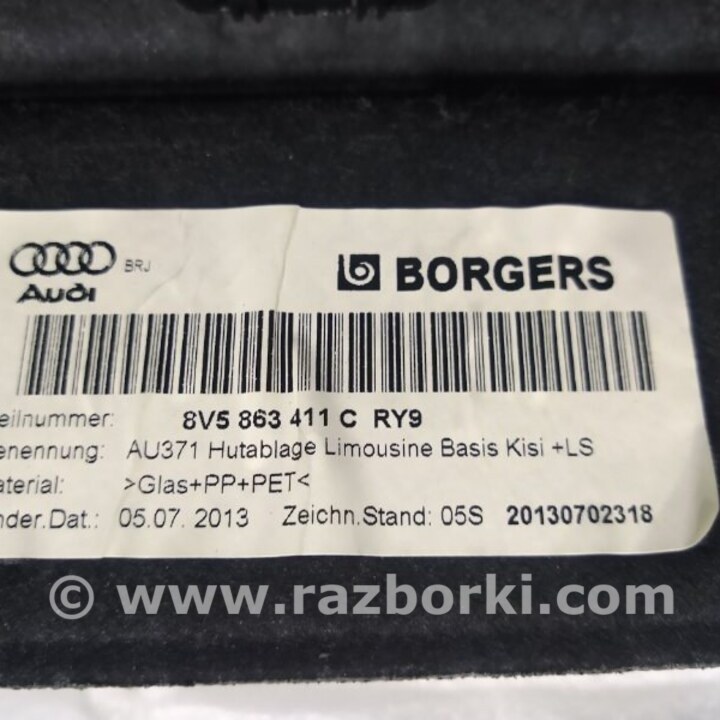 BRJ
Audi
BORGERS
eilnummer: 8V5 863 411 C RY9
enennung: AU371 Hutablage Limousine Basis Kisi +LS
aterial: >Glas+PP+PET<
nder.Dat.: 05.07. 2013 Zeichn.Stand: 05S 20130702318
© www.razborki.com